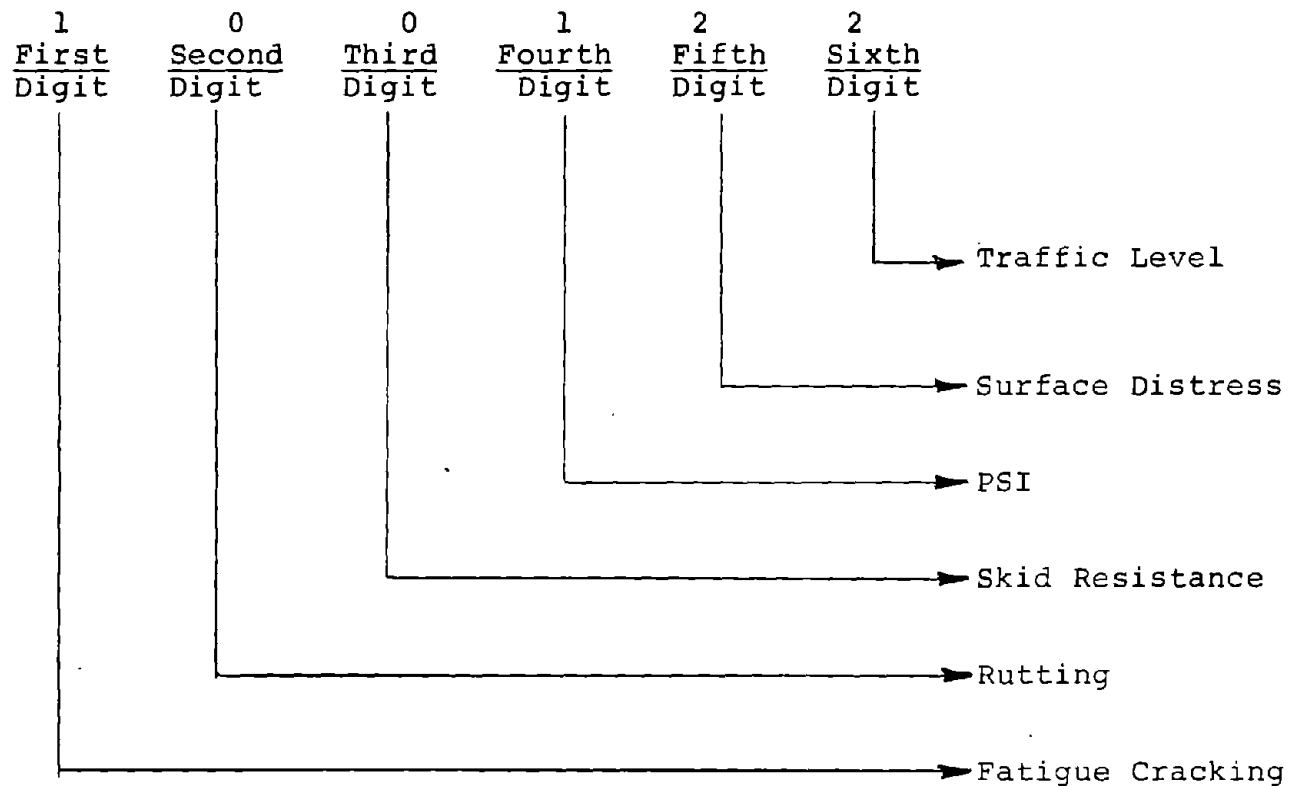 1 0 0 1 2 2
First Second Third Fourth Fifth Sixth
Digit Digit Digit Digit Digit Digit
Traffic Level
Surface Distress
PSI
Skid Resistance
Rutting
Fatigue Cracking